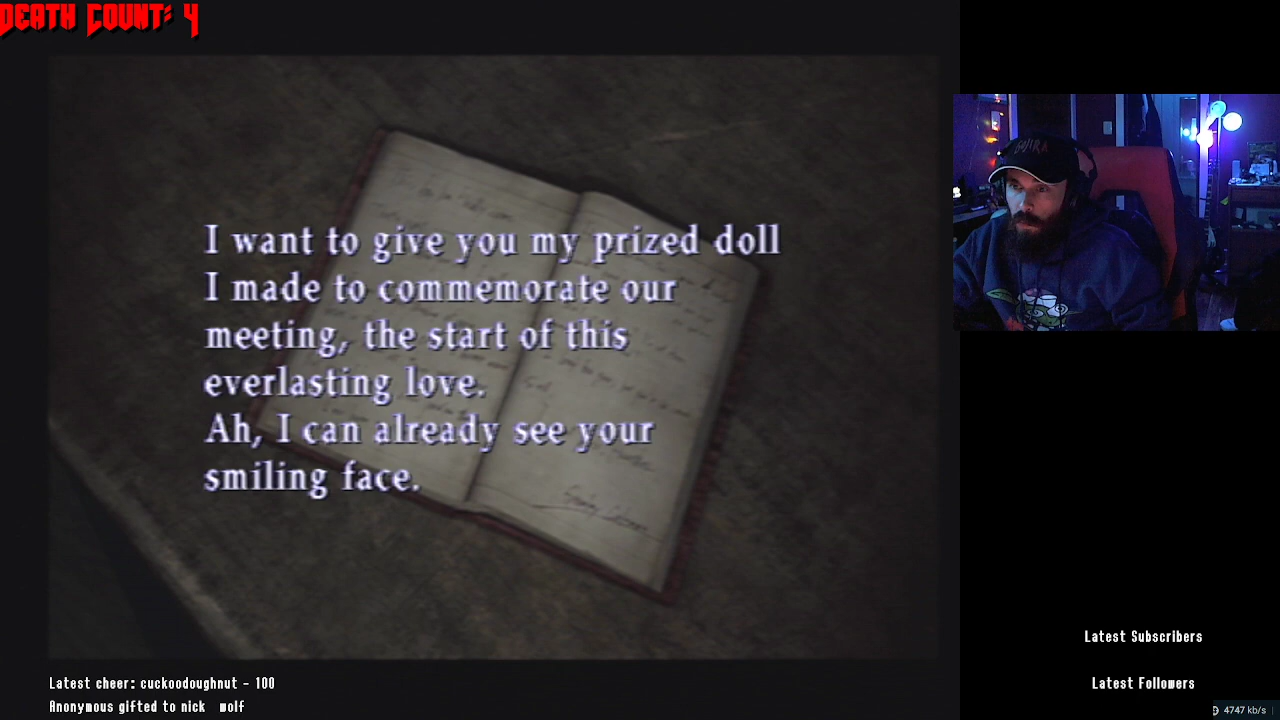 DEATH COUNT: 4
I want to give you my prized doll
I made to commemorate our
meeting, the start of this
everlasting love.
Ah, I can already see your
smiling face.
GOJIRA
Latest Subscribers
Latest Followers
Latest cheer: cuckoodoughnut - 100
Anonymous gifted to nick wolf
4747 kb/s